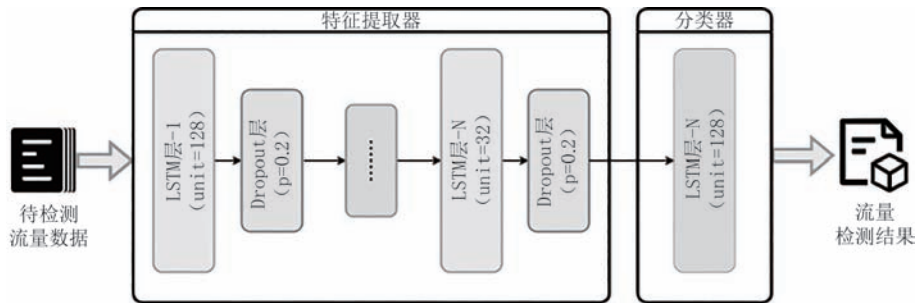 特征提取器
分类器
LSTM层-1
(unit=128)
Dropout层
(p=0.2)
.......
LSTM层-N
(unit=32)
Dropout层
(p=0.2)
LSTM层-N
(unit=128)
待检测
流量数据
流量
检测结果